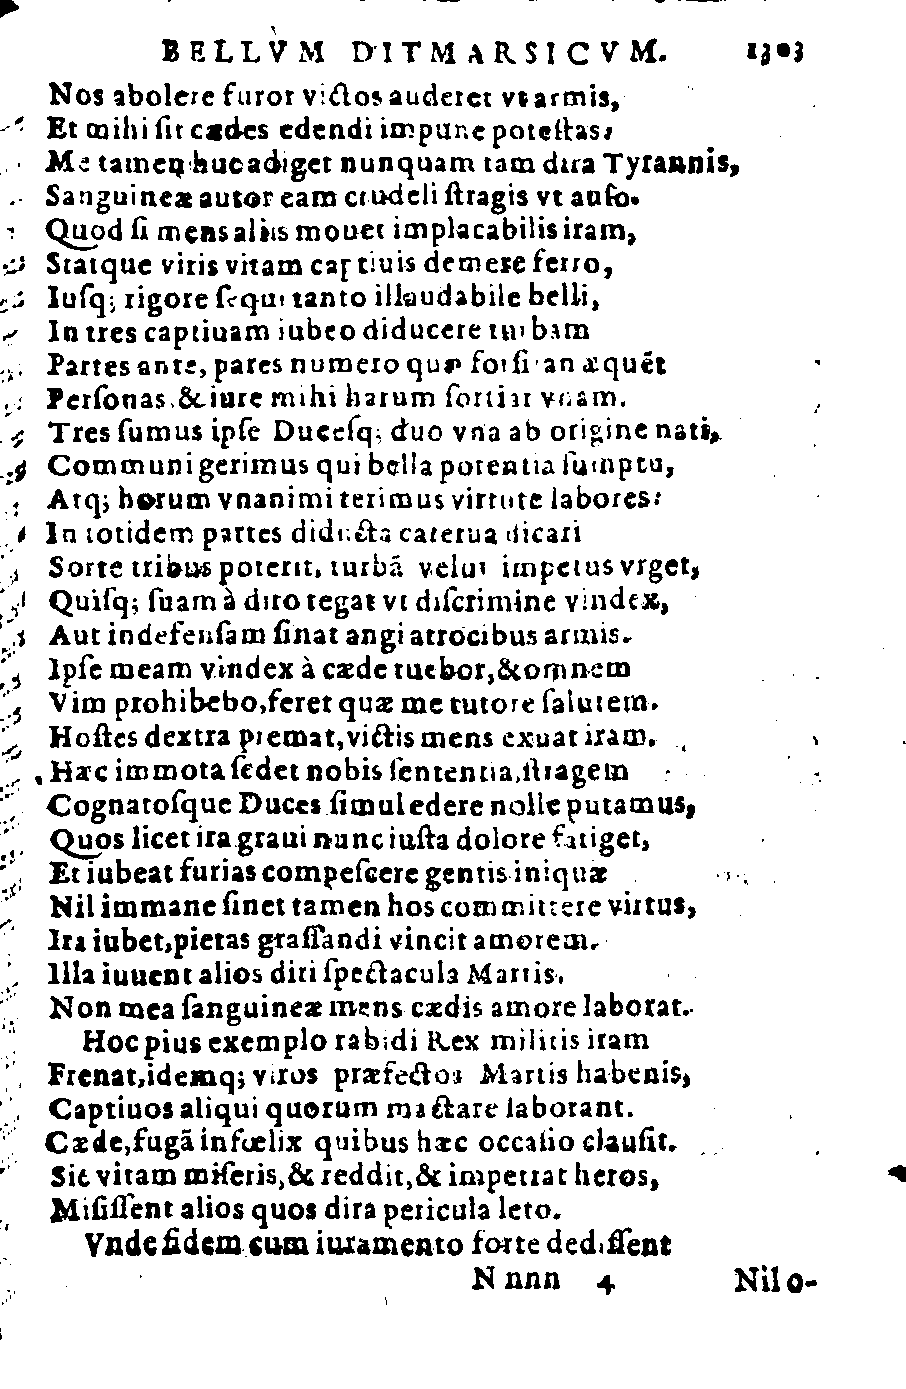 BELLVM DITMARSICVM. 1303
Nos abolere furor victos auderet vt armis,
Et mihi ſit cædes edendi impune poteſtas:
Me tamen huc adiget nunquam tam dira Tyrannis,
Sanguineæ autor eam crudeli ſtragis vt auſo.
Quod ſi mens aliis mouet implacabilis iram,
Statque viris vitam captiuis demere ferro,
Iuſq; rigore ſequi tanto illaudabile belli,
In tres captiuam iubeo diducere turbam
Partes ante, pares numero quæ forſitan æquẽt
Perſonas, & iure mihi harum ſortiar vnam.
Tres ſumus ipſe Duceſq; duo vna ab origine nati,
Communi gerimus qui bella potentia ſumptu,
Atq; horum vnanimi terimus virtute labores:
In totidem partes diducta caterua dicari
Sorte tribus poterit, turbã velut impetus vrget,
Quiſq; ſuam à diro tegat vt diſcrimine vindex,
Aut indefenſam ſinat angi atrocibus armis.
Ipſe meam vindex à cæde tuebor, & omnem
Vim prohibebo, feret quæ me tutore ſalutem.
Hoſtes dextra premat, victis mens exuat iram.
Hæc immota ſedet nobis ſententia, ſtragem
Cognatoſque Duces ſimul edere nolle putamus,
Quos licet ira graui nunc iuſta dolore fatiget,
Et iubeat furias compeſcere gentis iniquæ
Nil immane ſinet tamen hos committere virtus,
Ira iubet, pietas graſſandi vincit amorem.
Illa iuuent alios diri ſpectacula Martis,
Non mea ſanguineæ mens cædis amore laborat.
Hoc pius exemplo rabidi Rex militis iram
Frenat, idemq; viros præfectos Martis habenis,
Captiuos aliqui quorum mactare laborant.
Cæde, fugã infœlix quibus hæc occaſio clauſit.
Sic vitam miſeris, & reddit, & impetrat heros,
Miſiſſent alios quos dira pericula leto.
Vnde fidem cum iuramento forte dediſſent
N nnn 4 Nil o-